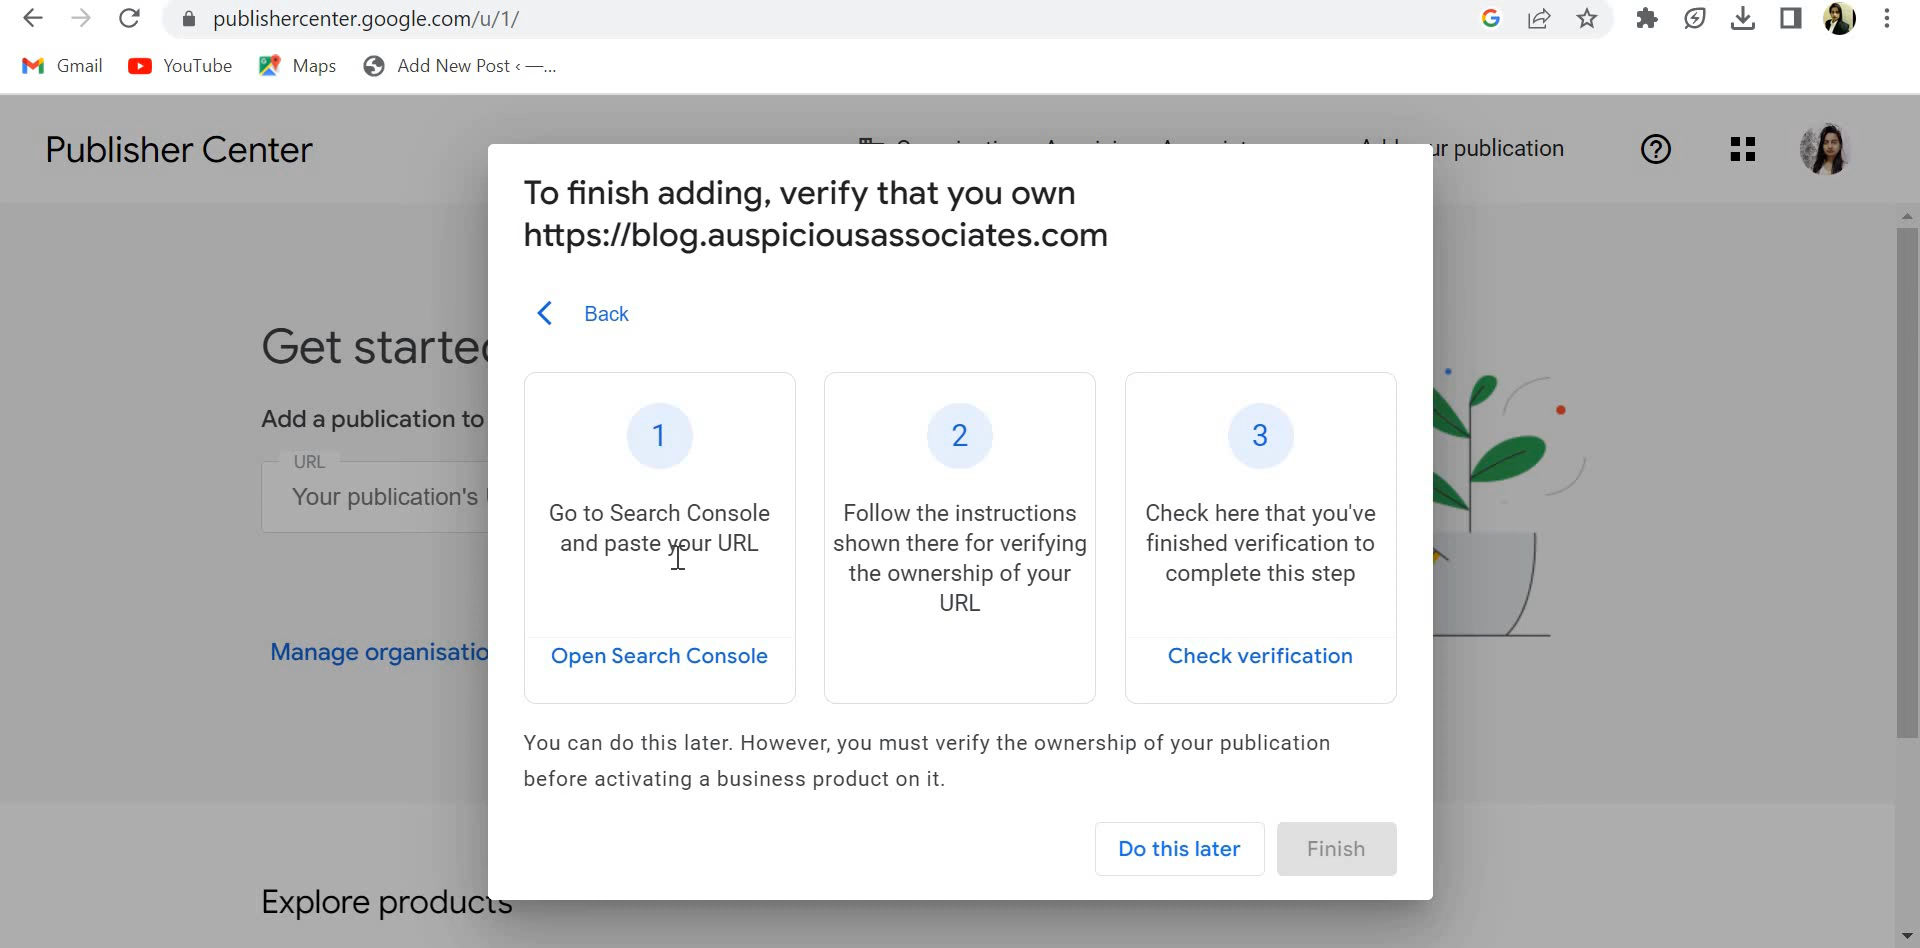 publishercenter.google.com/u/1/
Gmail
YouTube
Maps
Add New Post ‹ —...
Publisher Center
ur publication
To finish adding, verify that you own
https://blog.auspiciousassociates.com
Back
Get started
Add a publication to
URL
Your publication's
Manage organisatio
1
Go to Search Console
and paste your URL
Open Search Console
2
Follow the instructions
shown there for verifying
the ownership of your
URL
3
Check here that you've
finished verification to
complete this step
Check verification
You can do this later. However, you must verify the ownership of your publication
before activating a business product on it.
Do this later
Finish
Explore products